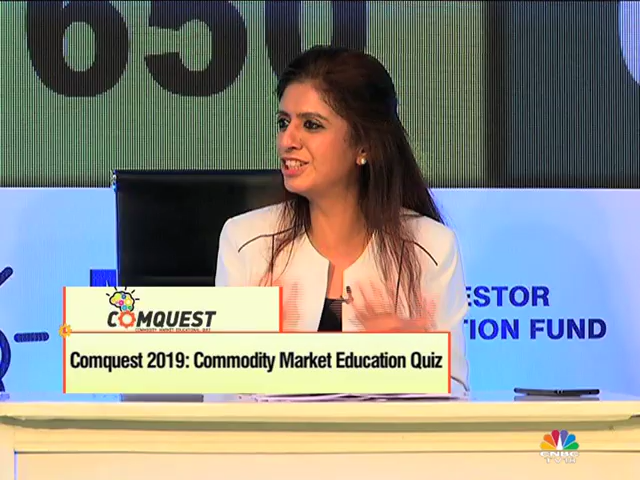 650
COMQUEST
COMMODITY MARKET EDUCATIONAL QUIZ
Comquest 2019: Commodity Market Education Quiz
ESTOR
TION FUND
CNBC
TV18